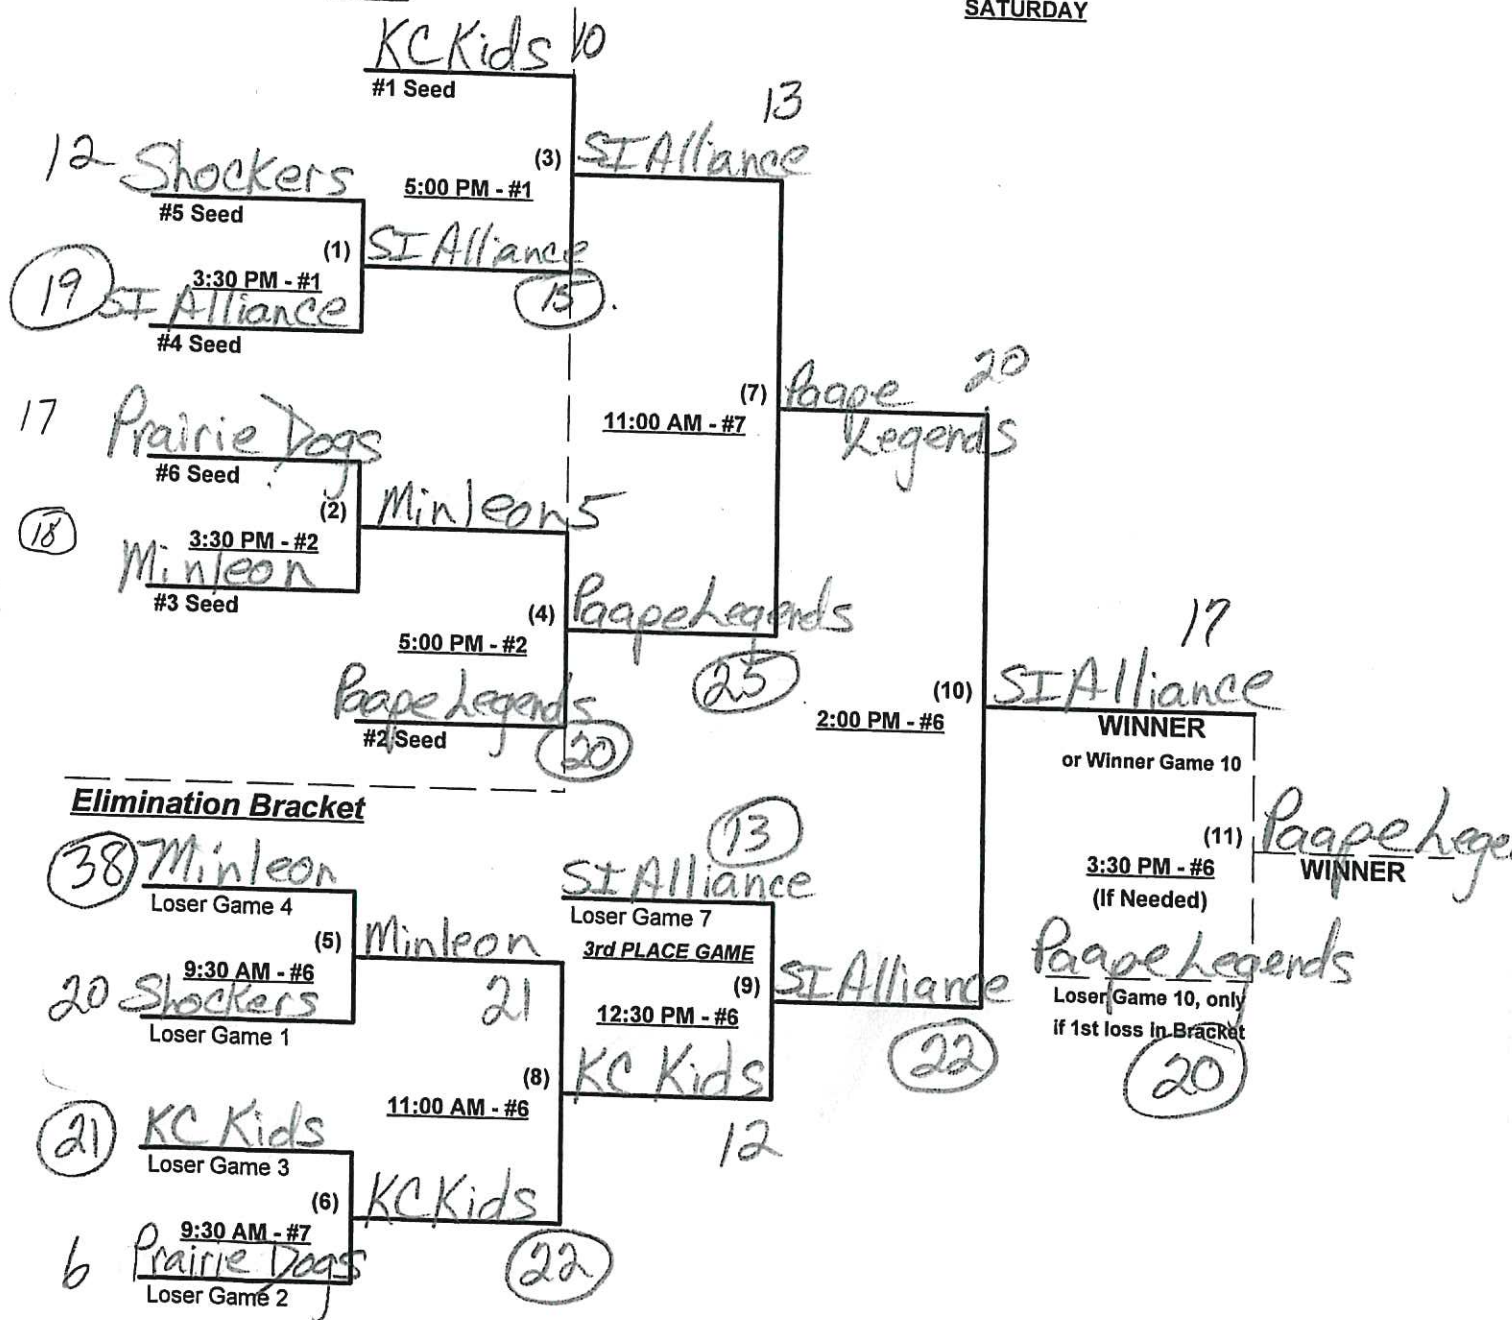 SATURDAY
KC Kids 10
#1 Seed
13
12 Shockers
#5 Seed
(3) SI Alliance
5:00 PM - #1
(1) SI Alliance
3:30 PM - #1
15
19 SI Alliance
#4 Seed
17 Prairie Dogs
#6 Seed
(7) Paape Legends 20
11:00 AM - #7
(2) Minleon 5
3:30 PM - #2
18 Minleon
#3 Seed
(4) Paape Legends
5:00 PM - #2
25
Paape Legends
#2 Seed
20
17
(10) SI Alliance
2:00 PM - #6
WINNER
or Winner Game 10
Elimination Bracket
38 Minleon
Loser Game 4
13
SI Alliance
Loser Game 7
3rd PLACE GAME
(11) Paape Lege
WINNER
3:30 PM - #6
(If Needed)
(5) Minleon
9:30 AM - #6
21
20 Shockers
Loser Game 1
(9) SI Alliance
12:30 PM - #6
22
Paape Legends
Loser Game 10, only
if 1st loss in Bracket
20
(8) KC Kids
11:00 AM - #6
12
21 KC Kids
Loser Game 3
(6) KC Kids
9:30 AM - #7
22
6 Prairie Dogs
Loser Game 2